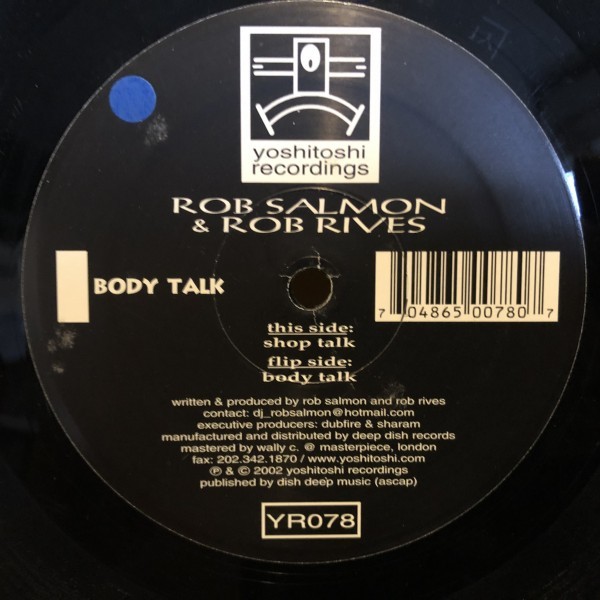 yoshitoshi
recordings
ROB SALMON
& ROB RIVES
BODY TALK
7 04865 00780 7
this side:
shop talk
flip side:
body talk
written & produced by rob salmon and rob rives
contact: dj_robsalmon@hotmail.com
executive producers: dubfire & sharam
manufactured and distributed by deep dish records
mastered by wally c. @ masterpiece, london
fax: 202.342.1870 / www.yoshitoshi.com
℗ & © 2002 yoshitoshi recordings
published by dish deep music (ascap)
YR078